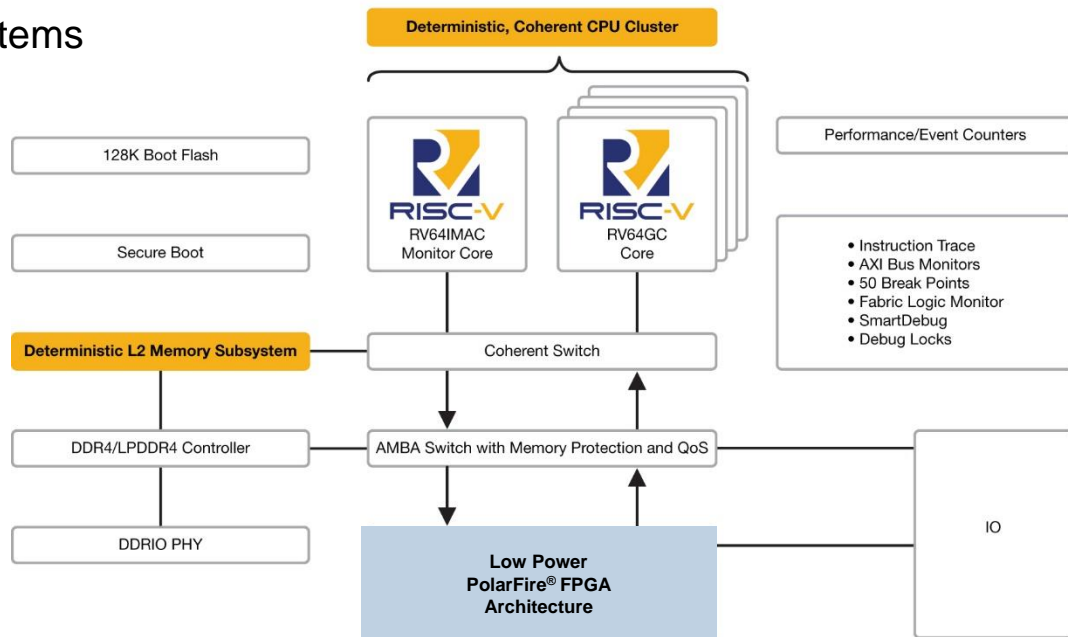 tems
Deterministic, Coherent CPU Cluster
128K Boot Flash
Secure Boot
RISC-V
RV64IMAC
Monitor Core
RISC-V
RV64GC
Core
Performance/Event Counters
• Instruction Trace
• AXI Bus Monitors
• 50 Break Points
• Fabric Logic Monitor
• SmartDebug
• Debug Locks
Deterministic L2 Memory Subsystem
Coherent Switch
DDR4/LPDDR4 Controller
AMBA Switch with Memory Protection and QoS
DDRIO PHY
Low Power
PolarFire® FPGA
Architecture
IO